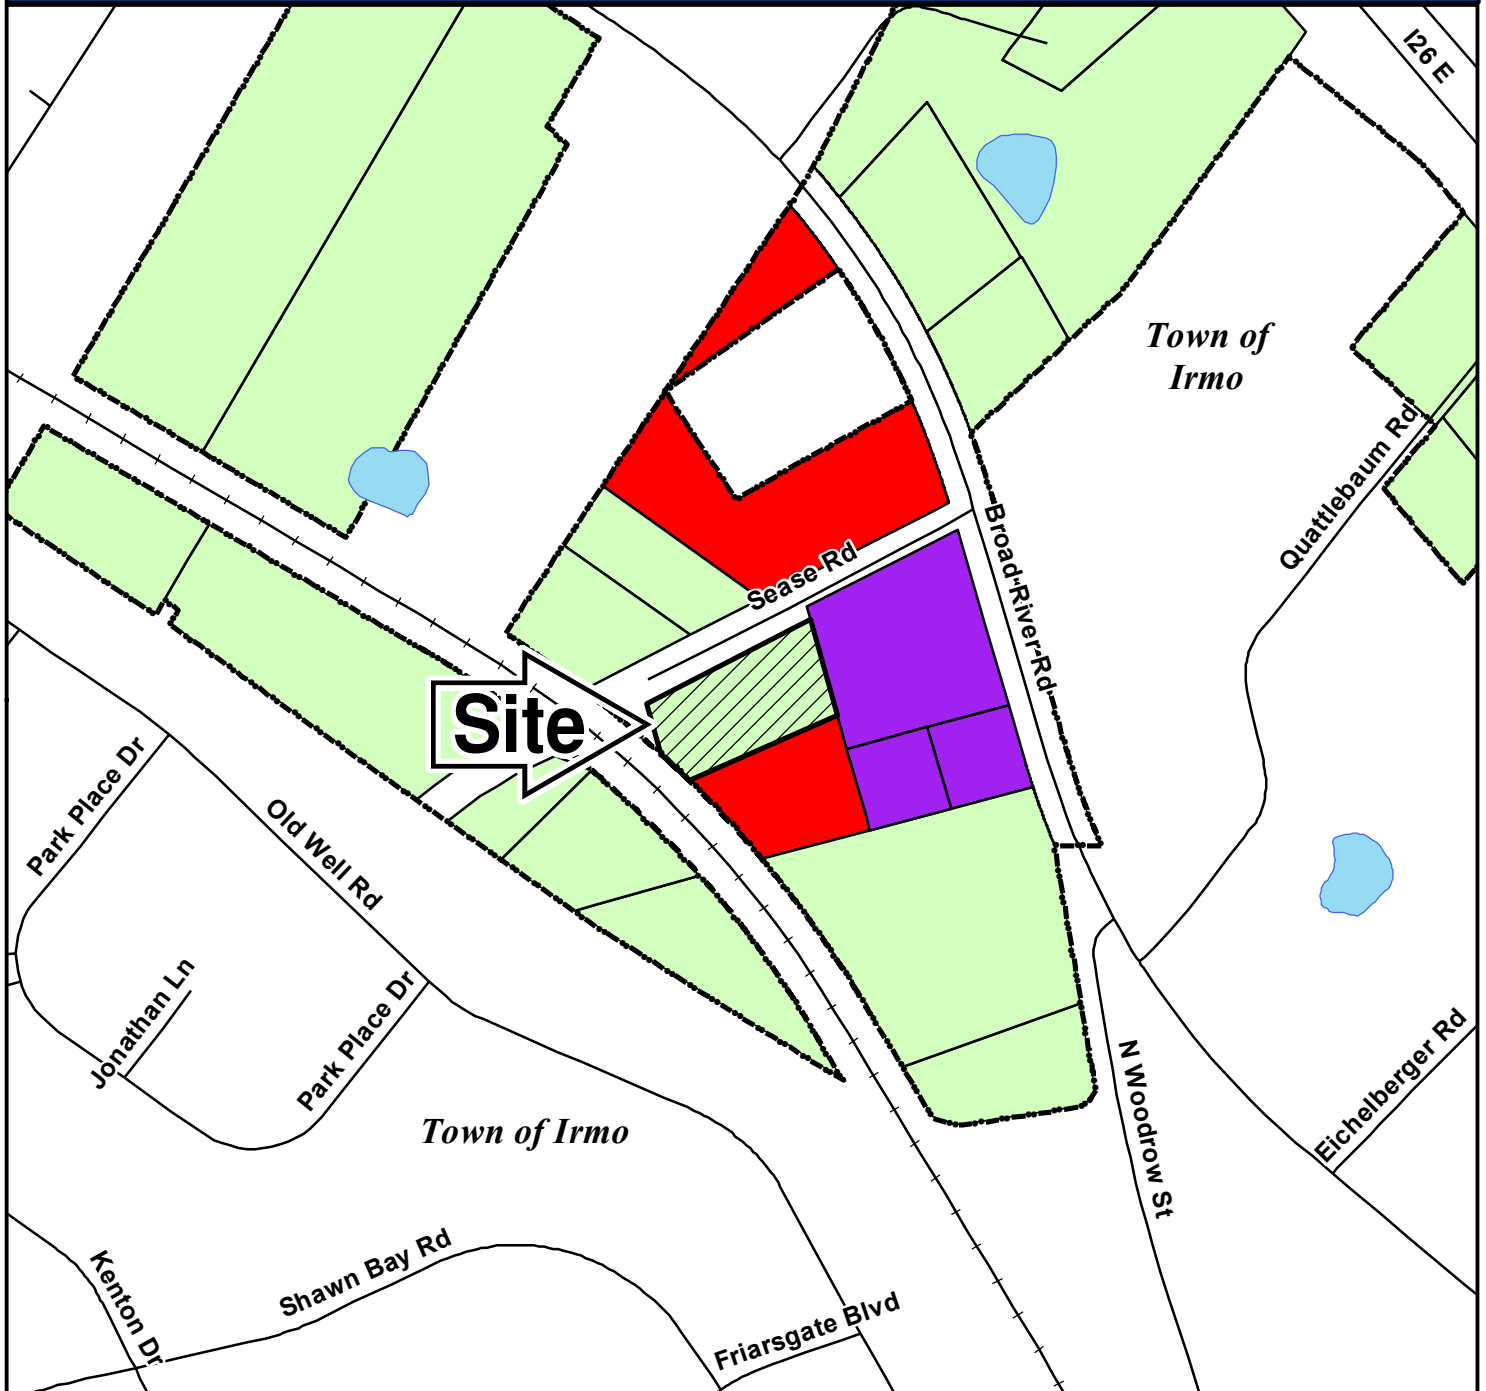 I26 E
Town of
Irmo
Quattlebaum Rd
Sease Rd
Broad River Rd
Site
Park Place Dr
Old Well Rd
Jonathan Ln
Park Place Dr
Town of Irmo
N Woodrow St
Eichelberger Rd
Kenton Dr
Shawn Bay Rd
Friarsgate Blvd